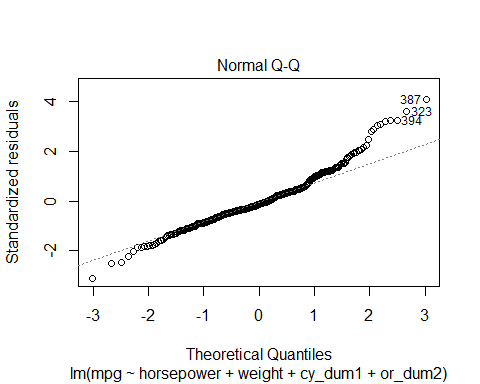 Normal Q-Q
Standardized residuals
4
2
0
-2
387
323
394
-3 -2 -1 0 1 2 3
Theoretical Quantiles
lm(mpg ~ horsepower + weight + cy_dum1 + or_dum2)